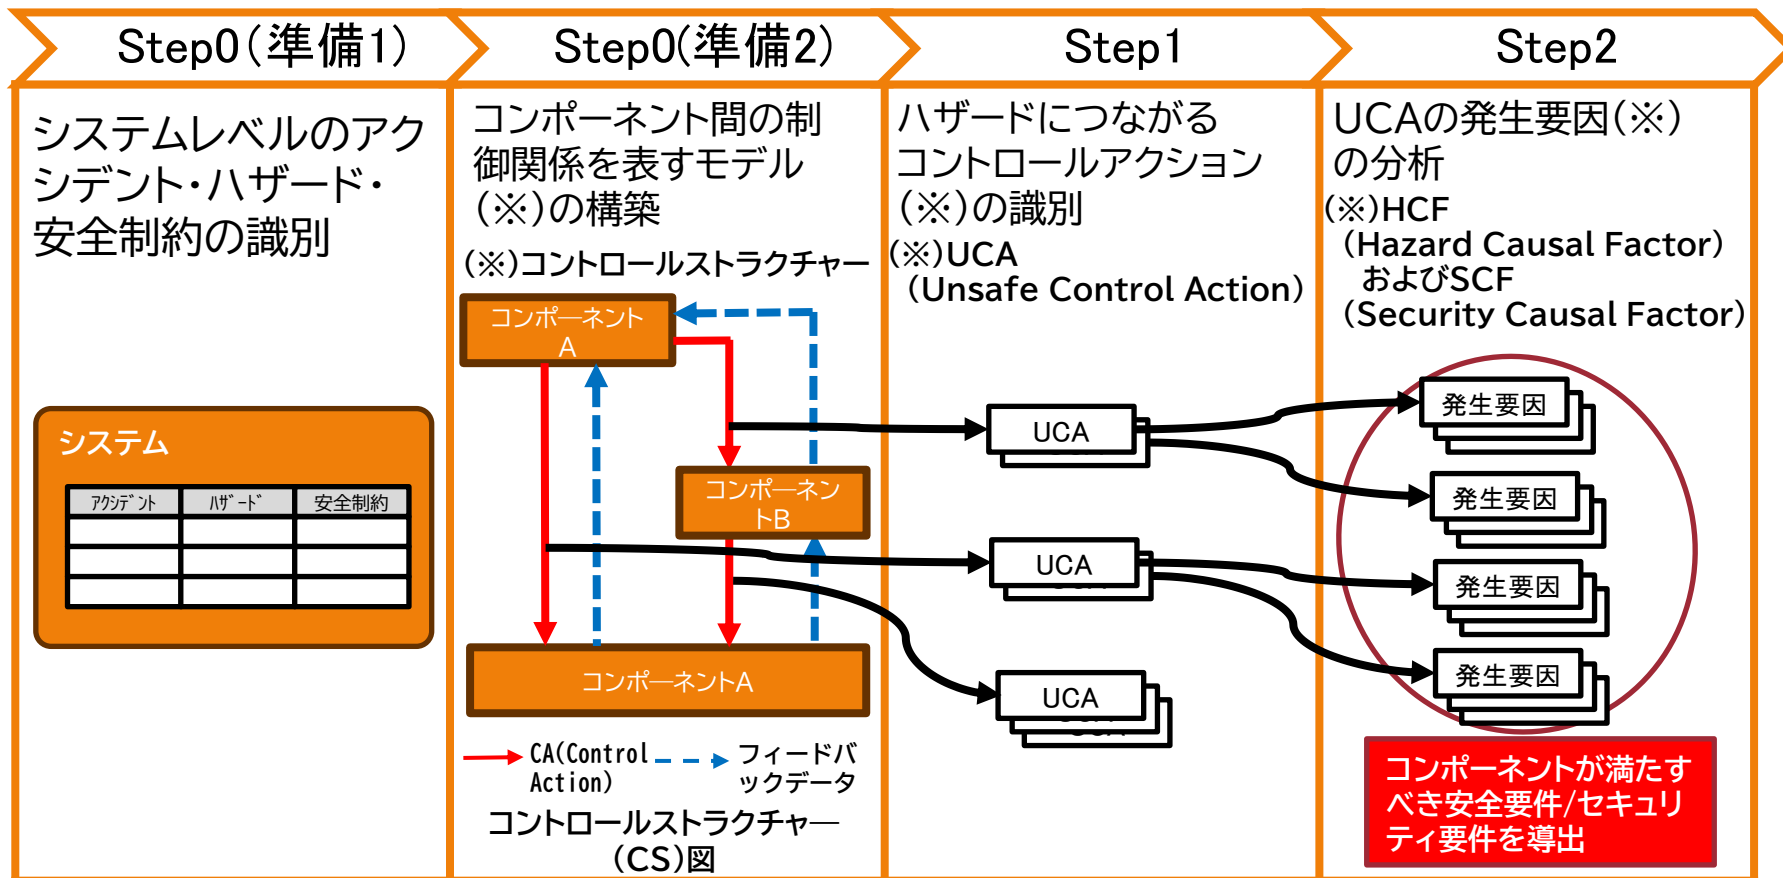 Step0(準備1)
Step0(準備2)
Step1
Step2
システムレベルのアク
シデント・ハザード・
安全制約の識別
システム
アクシデント ハザード 安全制約
コンポーネント間の制
御関係を表すモデル
(※)の構築
(※)コントロールストラクチャー
コンポーネント
A
コンポーネン
トB
コンポーネントA
CA(Control
Action)
フィードバ
ックデータ
コントロールストラクチャー
(CS)図
ハザードにつながる
コントロールアクション
(※)の識別
(※)UCA
(Unsafe Control Action)
UCA
UCA
UCA
UCAの発生要因(※)
の分析
(※)HCF
(Hazard Causal Factor)
およびSCF
(Security Causal Factor)
発生要因
発生要因
発生要因
発生要因
コンポーネントが満たす
べき安全要件/セキュリ
ティ要件を導出